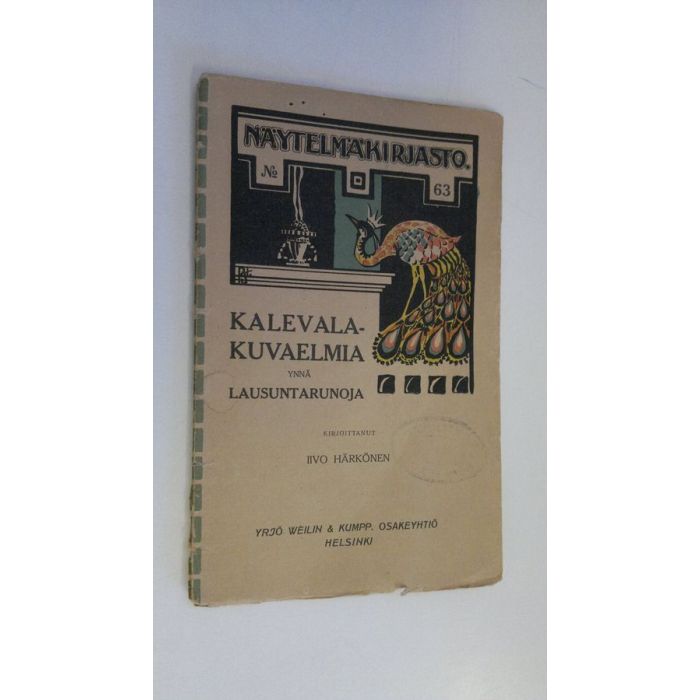 NÄYTELMÄKIRJASTO.
№ 63
KALEVALA-
KUVAELMIA
YNNÄ
LAUSUNTARUNOJA
KIRJOITTANUT
IIVO HÄRKÖNEN
YRJÖ WEILIN & KUMPP. OSAKEYHTIÖ
HELSINKI